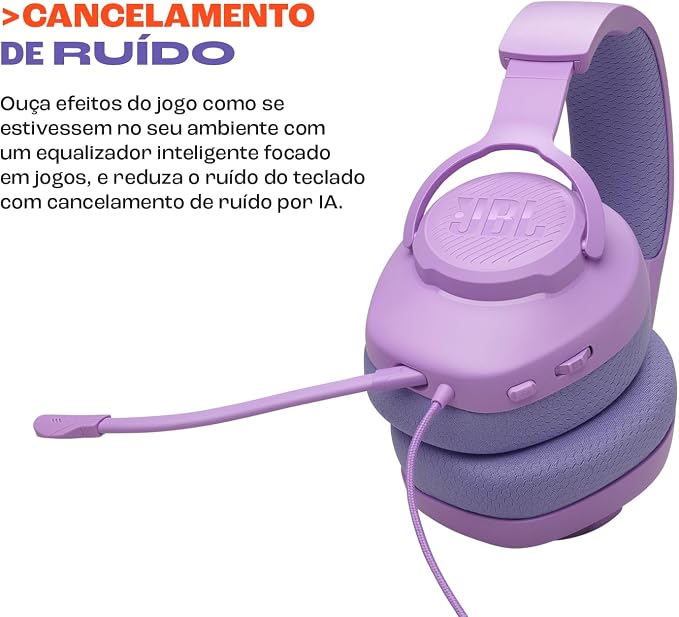 >CANCELAMENTO
DE RUÍDO
Ouça efeitos do jogo como se
estivessem no seu ambiente com
um equalizador inteligente focado
em jogos, e reduza o ruído do teclado
com cancelamento de ruído por IA.
JBL